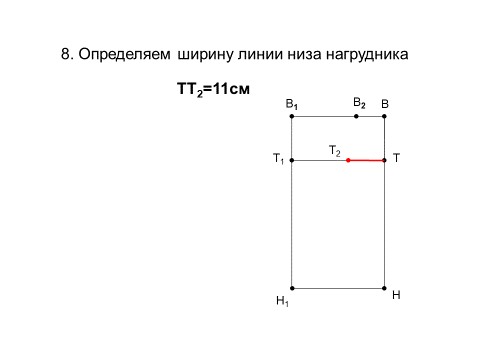 8. Определяем ширину линии низа нагрудника
ТТ₂=11см
В₁ В₂ В
Т₁ Т₂ Т
Н₁ Н